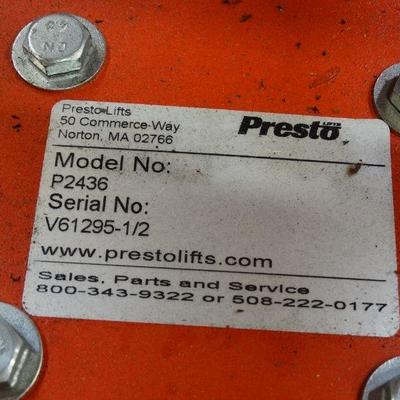 Presto Lifts
50 Commerce Way
Norton, MA 02766
Presto LIFTS
Model No:
P2436
Serial No:
V61295-1/2
www.prestolifts.com
Sales, Parts and Service
800-343-9322 or 508-222-0177